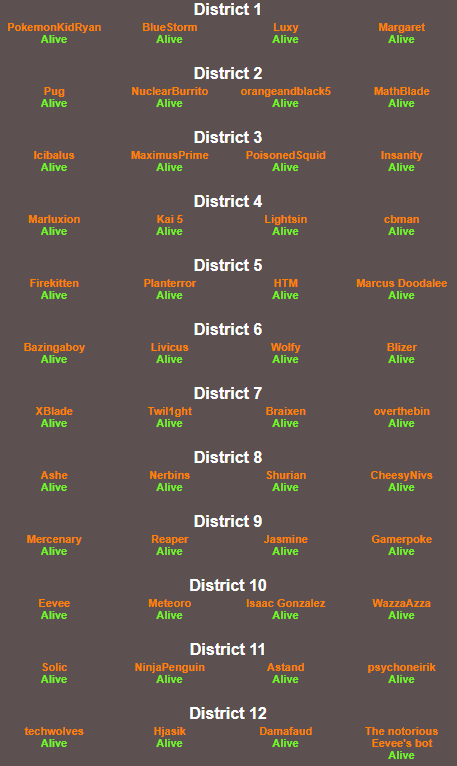 District 1
PokemonKidRyan BlueStorm Luxy Margaret
Alive Alive Alive Alive
District 2
Pug NuclearBurrito orangeandblack5 MathBlade
Alive Alive Alive Alive
District 3
Icibalus MaximusPrime PoisonedSquid Insanity
Alive Alive Alive Alive
District 4
Marluxion Kai 5 Lightsin cbman
Alive Alive Alive Alive
District 5
Firekitten Planterror HTM Marcus Doodalee
Alive Alive Alive Alive
District 6
Bazingaboy Livicus Wolfy Blizer
Alive Alive Alive Alive
District 7
XBlade Twil1ght Braixen overthebin
Alive Alive Alive Alive
District 8
Ashe Nerbins Shurian CheesyNivs
Alive Alive Alive Alive
District 9
Mercenary Reaper Jasmine Gamerpoke
Alive Alive Alive Alive
District 10
Eevee Meteoro Isaac Gonzalez WazzaAzza
Alive Alive Alive Alive
District 11
Solic NinjaPenguin Astand psychoneirik
Alive Alive Alive Alive
District 12
techwolves Hjasik Damafaud The notorious
Alive Alive Alive Eevee's bot
Alive